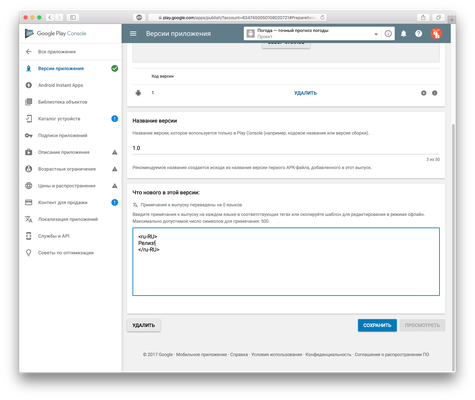 play.google.com
Google Play Console
Версии приложения
Погода — точный прогноз погоды
Проект
Все приложения
Версии приложения
Android Instant Apps
Библиотека объектов
Каталог устройств
Подписи приложений
Описание приложения
Возрастные ограничения
Цены и распространение
Контент для продажи
Локализация приложений
Службы и API
Советы по оптимизации
Код версии
1
УДАЛИТЬ
Название версии
Название версии, которое используется только в Play Console (например, кодовое название или версия сборки).
1.0
3 из 50
Рекомендуемое название создается исходя из названия версии первого APK-файла, добавленного в этот выпуск.
Что нового в этой версии:
Примечания к выпуску переведены на 0 языков
Введите примечания к выпуску на каждом языке в соответствующих тегах или скопируйте шаблон для редактирования в режиме офлайн.
Максимально допустимое число символов для примечания: 500.
<ru-RU>
Релиз!
</ru-RU>
УДАЛИТЬ
СОХРАНИТЬ
ПРОСМОТРЕТЬ
© 2017 Google · Мобильное приложение · Справка · Условия использования · Конфиденциальность · Соглашение о распространении ПО